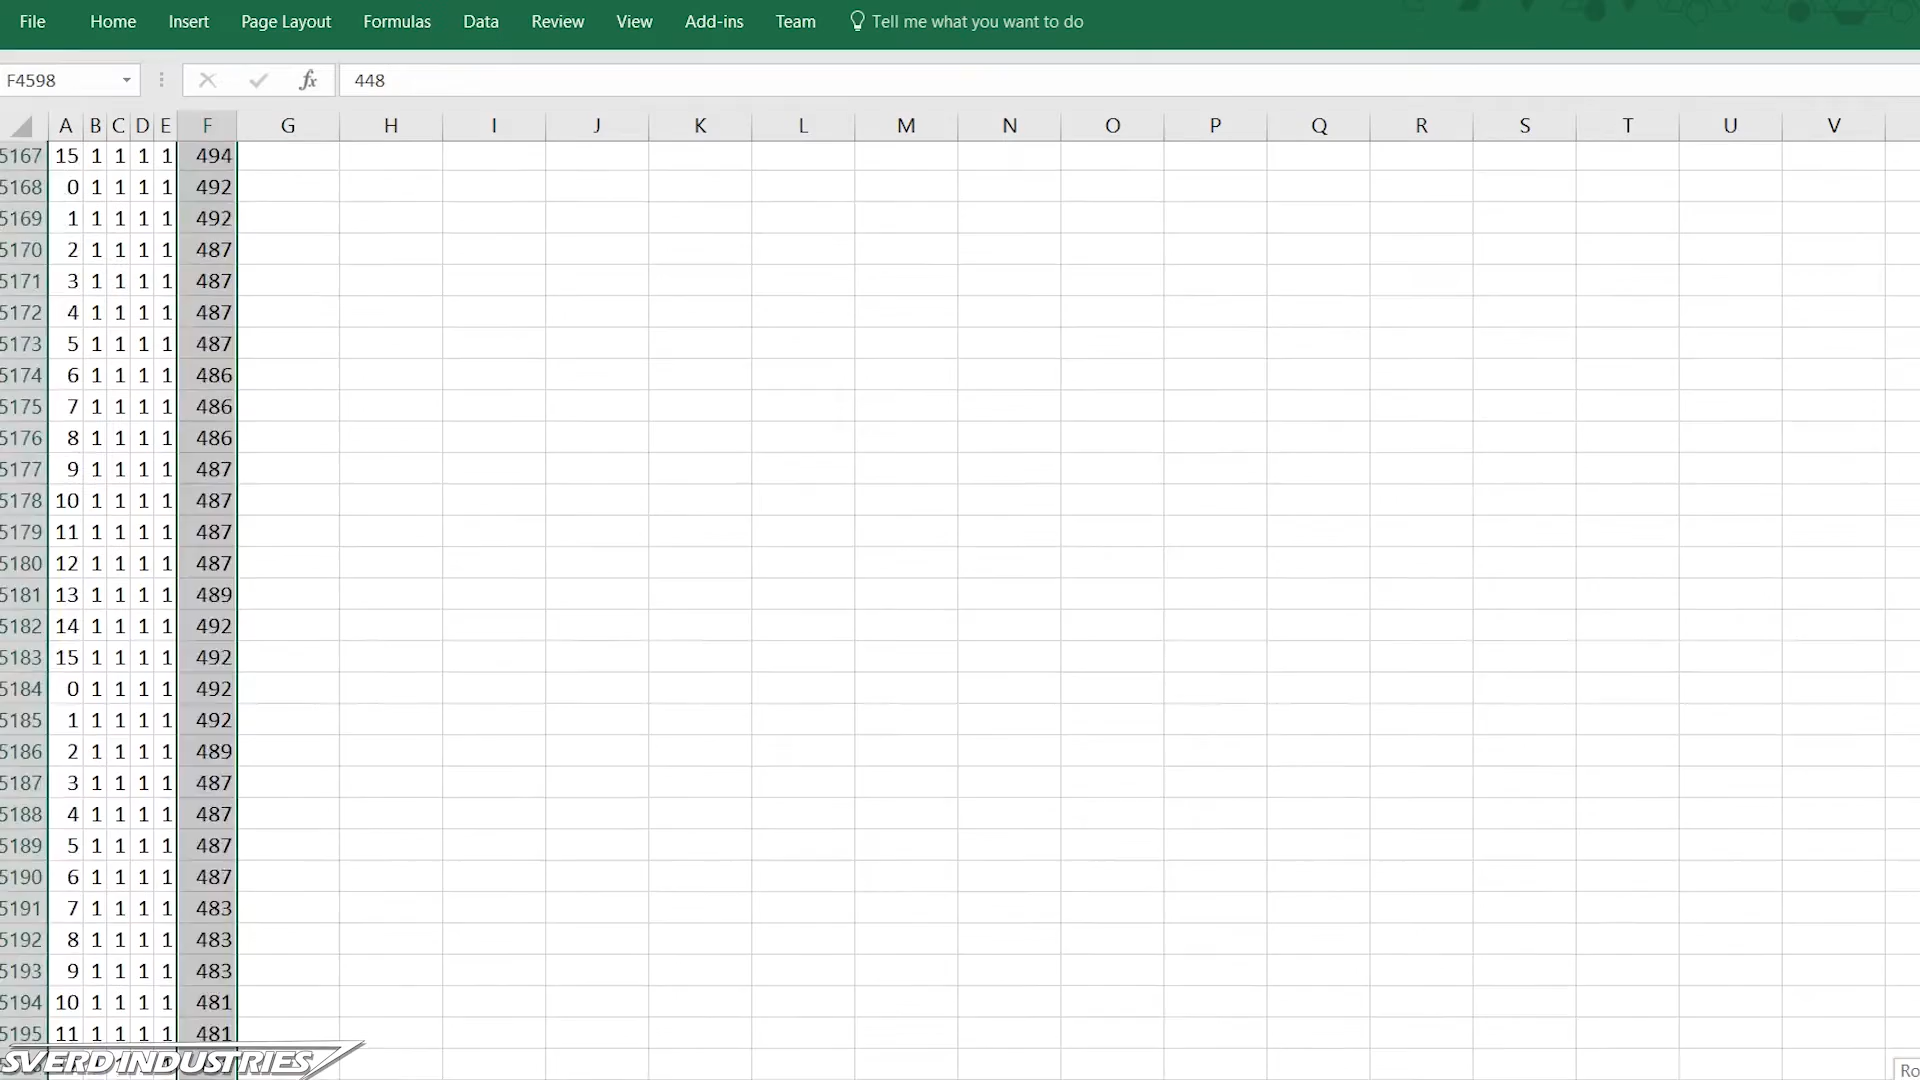 File Home Insert Page Layout Formulas Data Review View Add-ins Team Tell me what you want to do
F4598 fx 448
A B C D E F G H I J K L M N O P Q R S T U V
5167 15 1 1 1 1 494
5168 0 1 1 1 1 492
5169 1 1 1 1 1 492
5170 2 1 1 1 1 487
5171 3 1 1 1 1 487
5172 4 1 1 1 1 487
5173 5 1 1 1 1 487
5174 6 1 1 1 1 486
5175 7 1 1 1 1 486
5176 8 1 1 1 1 486
5177 9 1 1 1 1 487
5178 10 1 1 1 1 487
5179 11 1 1 1 1 487
5180 12 1 1 1 1 487
5181 13 1 1 1 1 489
5182 14 1 1 1 1 492
5183 15 1 1 1 1 492
5184 0 1 1 1 1 492
5185 1 1 1 1 1 492
5186 2 1 1 1 1 489
5187 3 1 1 1 1 487
5188 4 1 1 1 1 487
5189 5 1 1 1 1 487
5190 6 1 1 1 1 487
5191 7 1 1 1 1 483
5192 8 1 1 1 1 483
5193 9 1 1 1 1 483
5194 10 1 1 1 1 481
5195 11 1 1 1 1 481
SVERD INDUSTRIES
Ro